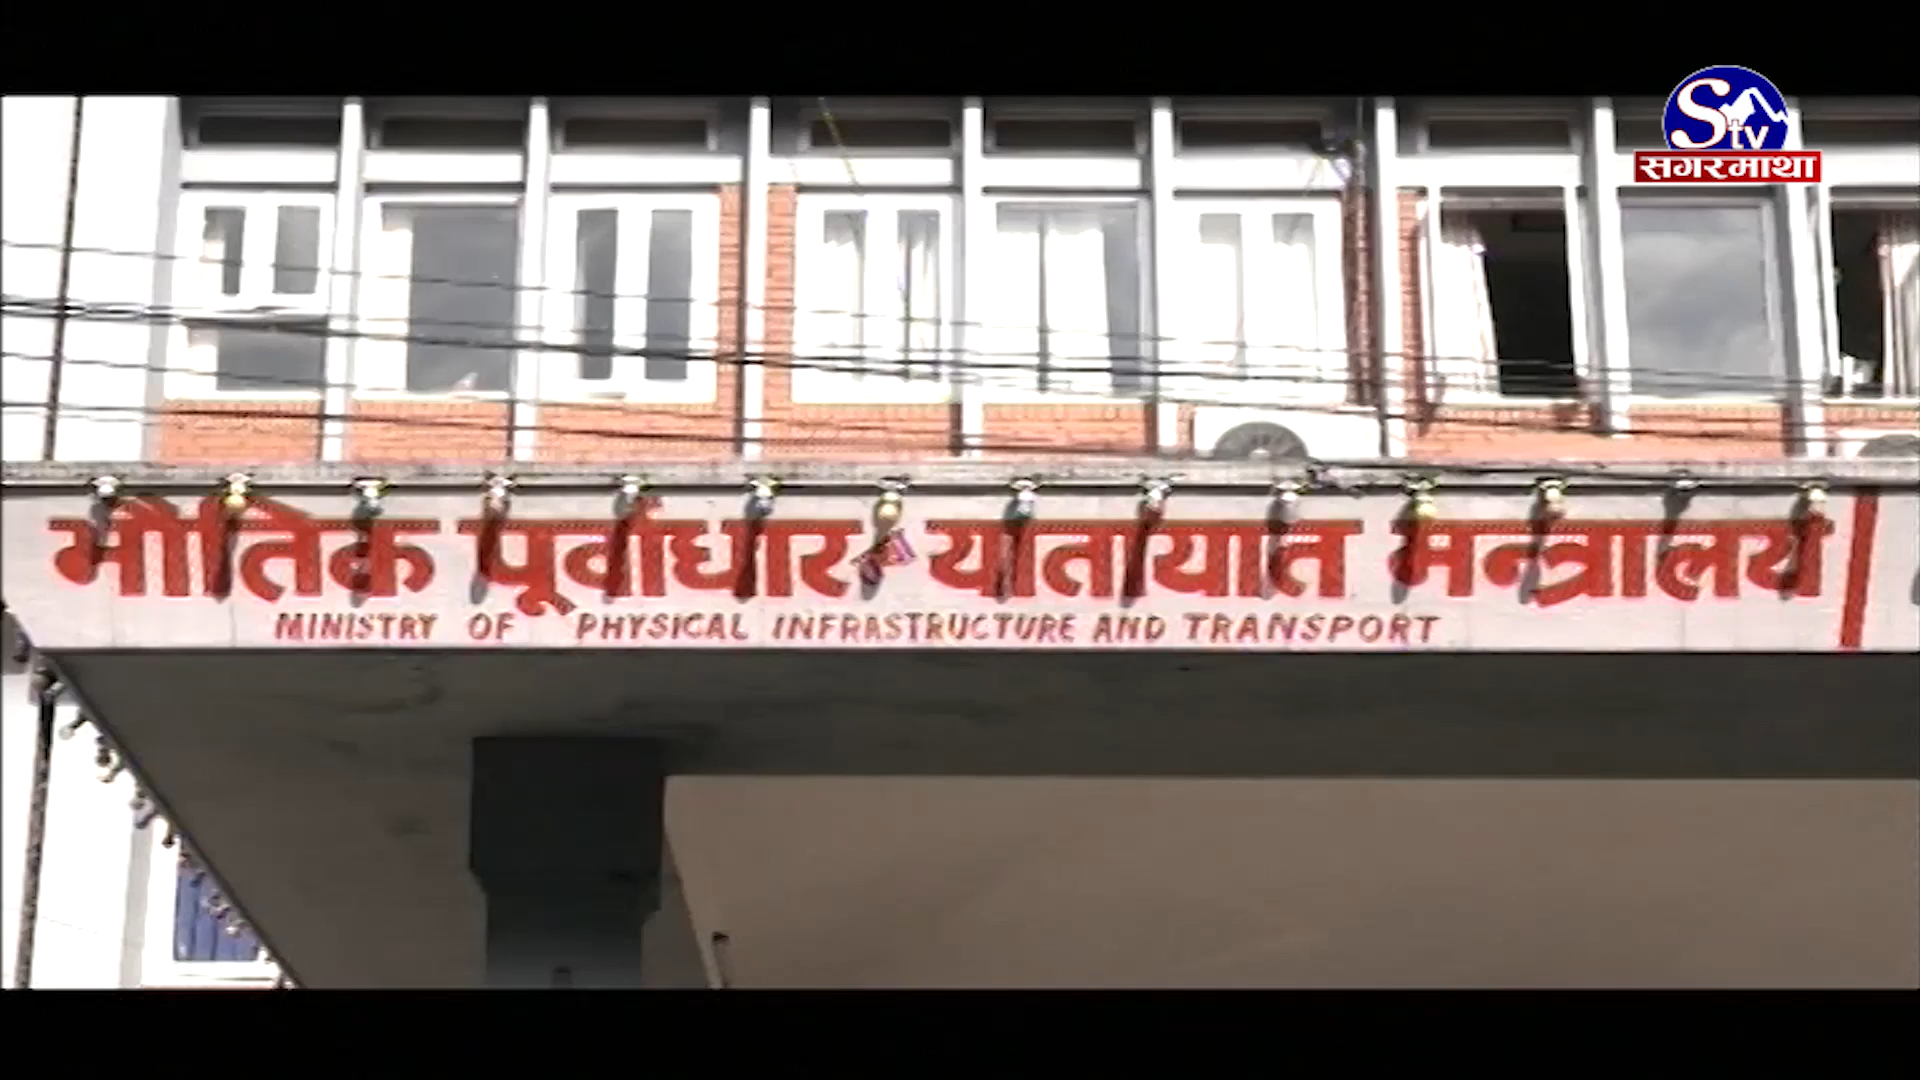 Stv
सगरमाथा
भौतिक पूर्वाधार यातायात मन्त्रालय
MINISTRY OF PHYSICAL INFRASTRUCTURE AND TRANSPORT